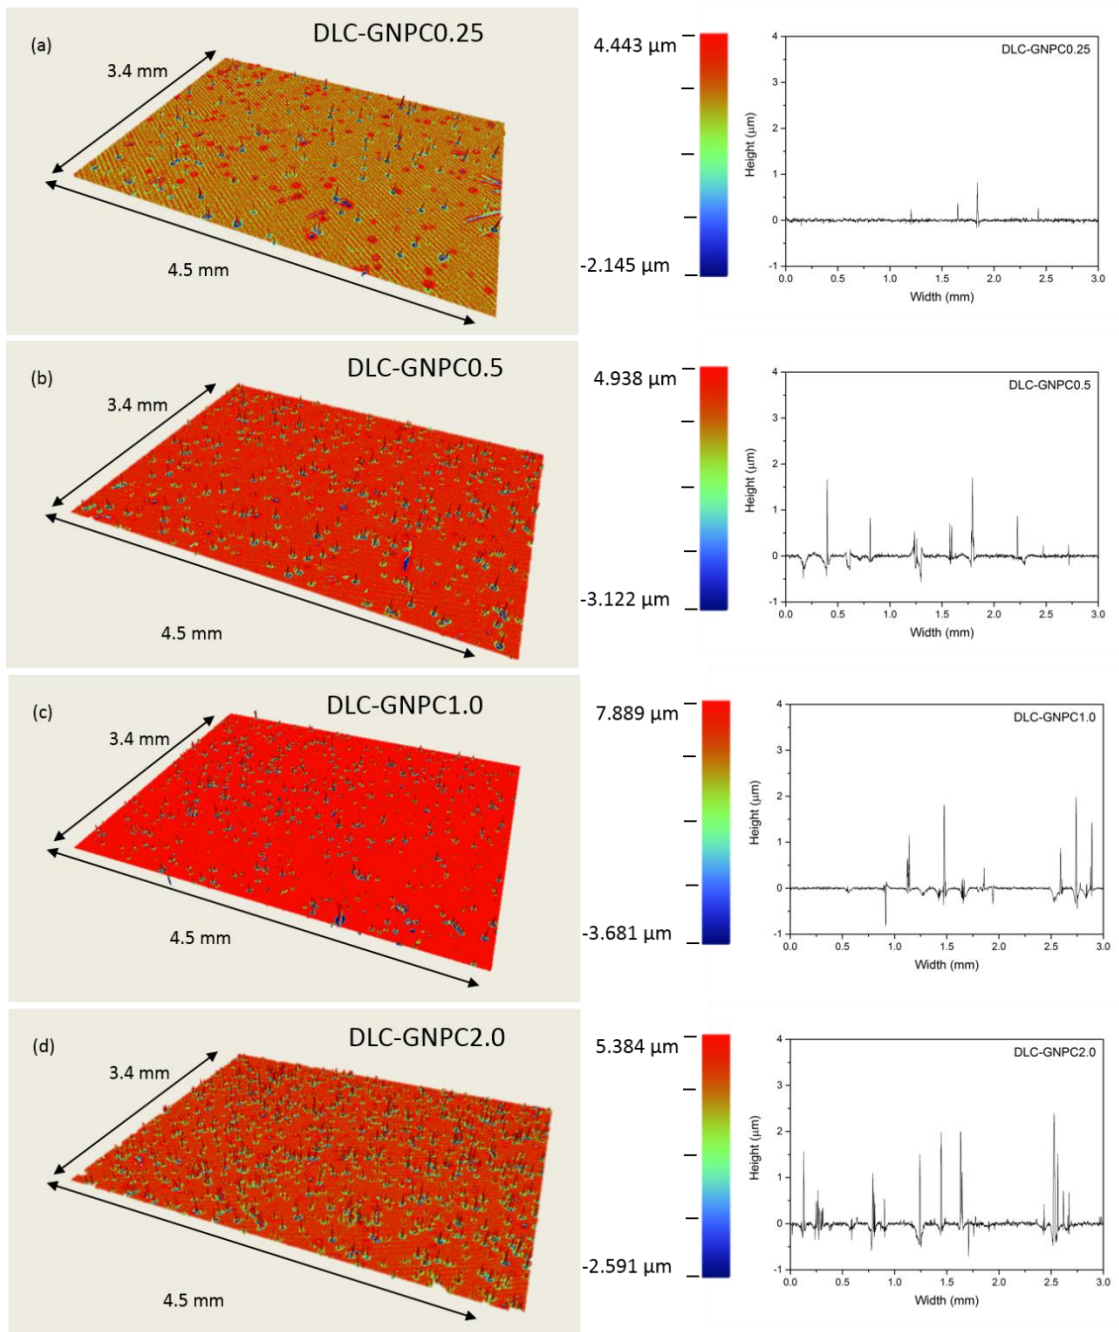 (a)
DLC-GNPC0.25
3.4 mm
4.5 mm
4.443 µm
-2.145 µm
DLC-GNPC0.25
4
3
2
1
0
-1
Height (µm)
0.0 0.5 1.0 1.5 2.0 2.5 3.0
Width (mm)
(b)
DLC-GNPC0.5
3.4 mm
4.5 mm
4.938 µm
-3.122 µm
DLC-GNPC0.5
4
3
2
1
0
-1
Height (µm)
0.0 0.5 1.0 1.5 2.0 2.5 3.0
Width (mm)
(c)
DLC-GNPC1.0
3.4 mm
4.5 mm
7.889 µm
-3.681 µm
DLC-GNPC1.0
4
3
2
1
0
-1
Height (µm)
0.0 0.5 1.0 1.5 2.0 2.5 3.0
Width (mm)
(d)
DLC-GNPC2.0
3.4 mm
4.5 mm
5.384 µm
-2.591 µm
DLC-GNPC2.0
4
3
2
1
0
-1
Height (µm)
0.0 0.5 1.0 1.5 2.0 2.5 3.0
Width (mm)